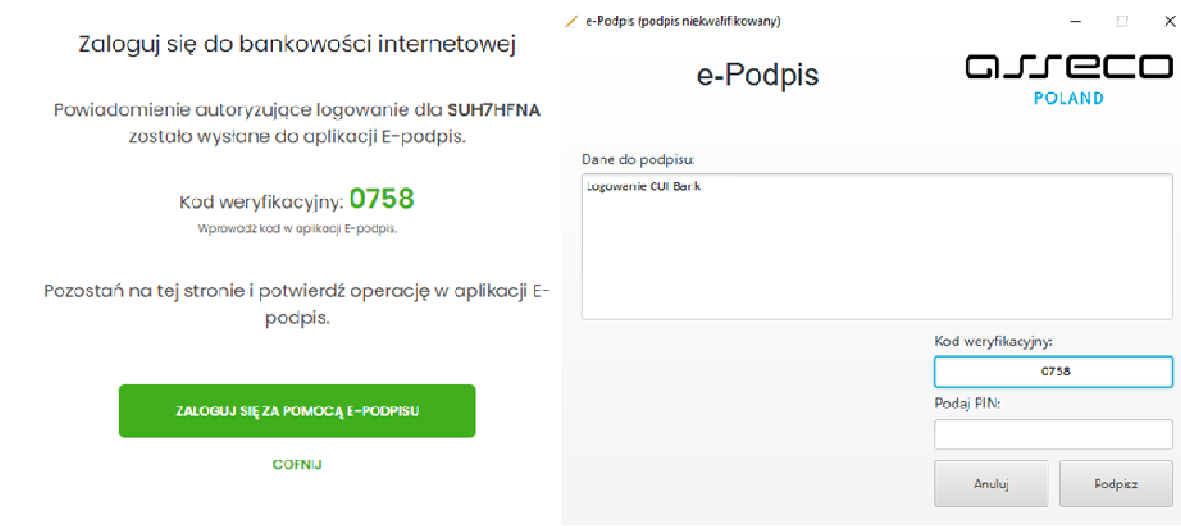 Zaloguj się do bankowości internetowej
Powiadomienie autoryzujące logowanie dla SUH7HFNA
zostało wysłane do aplikacji E-podpis.
Kod weryfikacyjny: 0758
Wprowadź kod w aplikacji E-podpis.
Pozostań na tej stronie i potwierdź operację w aplikacji E-
podpis.
ZALOGUJ SIĘ ZA POMOCĄ E-PODPISU
COFNIJ
e-Podpis (podpis niekwalifikowany)
e-Podpis
asseco
POLAND
Dane do podpisu:
Logowanie CUI Bank
Kod weryfikacyjny:
0758
Podaj PIN:
Anuluj
Podpisz